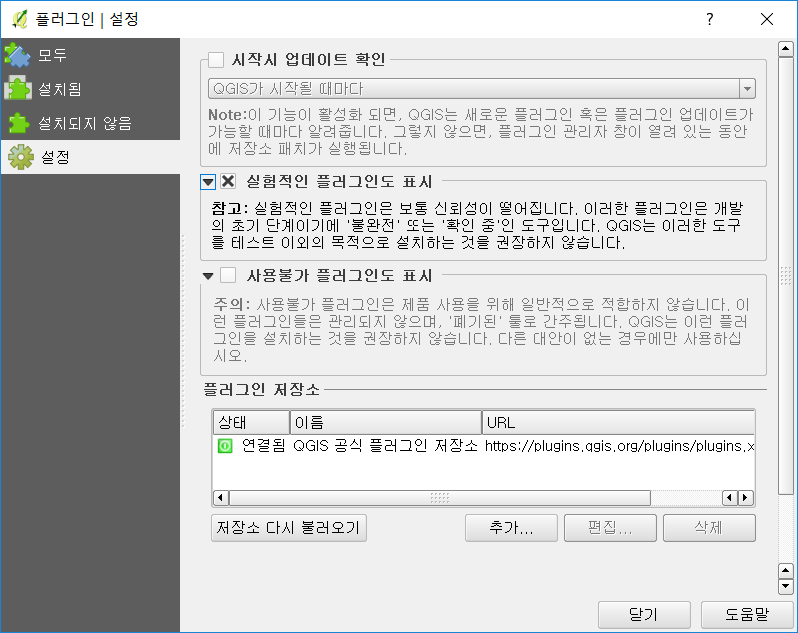 플러그인 | 설정
?
모두
설치됨
설치되지 않음
설정
시작시 업데이트 확인
QGIS가 시작될 때마다
Note:이 기능이 활성화 되면, QGIS는 새로운 플러그인 혹은 플러그인 업데이트가
가능할 때마다 알려줍니다. 그렇지 않으면, 플러그인 관리자 창이 열려 있는 동안
에 저장소 패치가 실행됩니다.
실험적인 플러그인도 표시
참고: 실험적인 플러그인은 보통 신뢰성이 떨어집니다. 이러한 플러그인은 개발
의 초기 단계이기에 '불완전' 또는 '확인 중'인 도구입니다. QGIS는 이러한 도구
를 테스트 이외의 목적으로 설치하는 것을 권장하지 않습니다.
사용불가 플러그인도 표시
주의: 사용불가 플러그인은 제품 사용을 위해 일반적으로 적합하지 않습니다. 이
런 플러그인들은 관리되지 않으며, '폐기된' 툴로 간주됩니다. QGIS는 이런 플러
그인을 설치하는 것을 권장하지 않습니다. 다른 대안이 없는 경우에만 사용하십
시오.
플러그인 저장소
상태 이름 URL
연결됨 QGIS 공식 플러그인 저장소 https://plugins.qgis.org/plugins/plugins.x
저장소 다시 불러오기 추가... 편집... 삭제
닫기 도움말